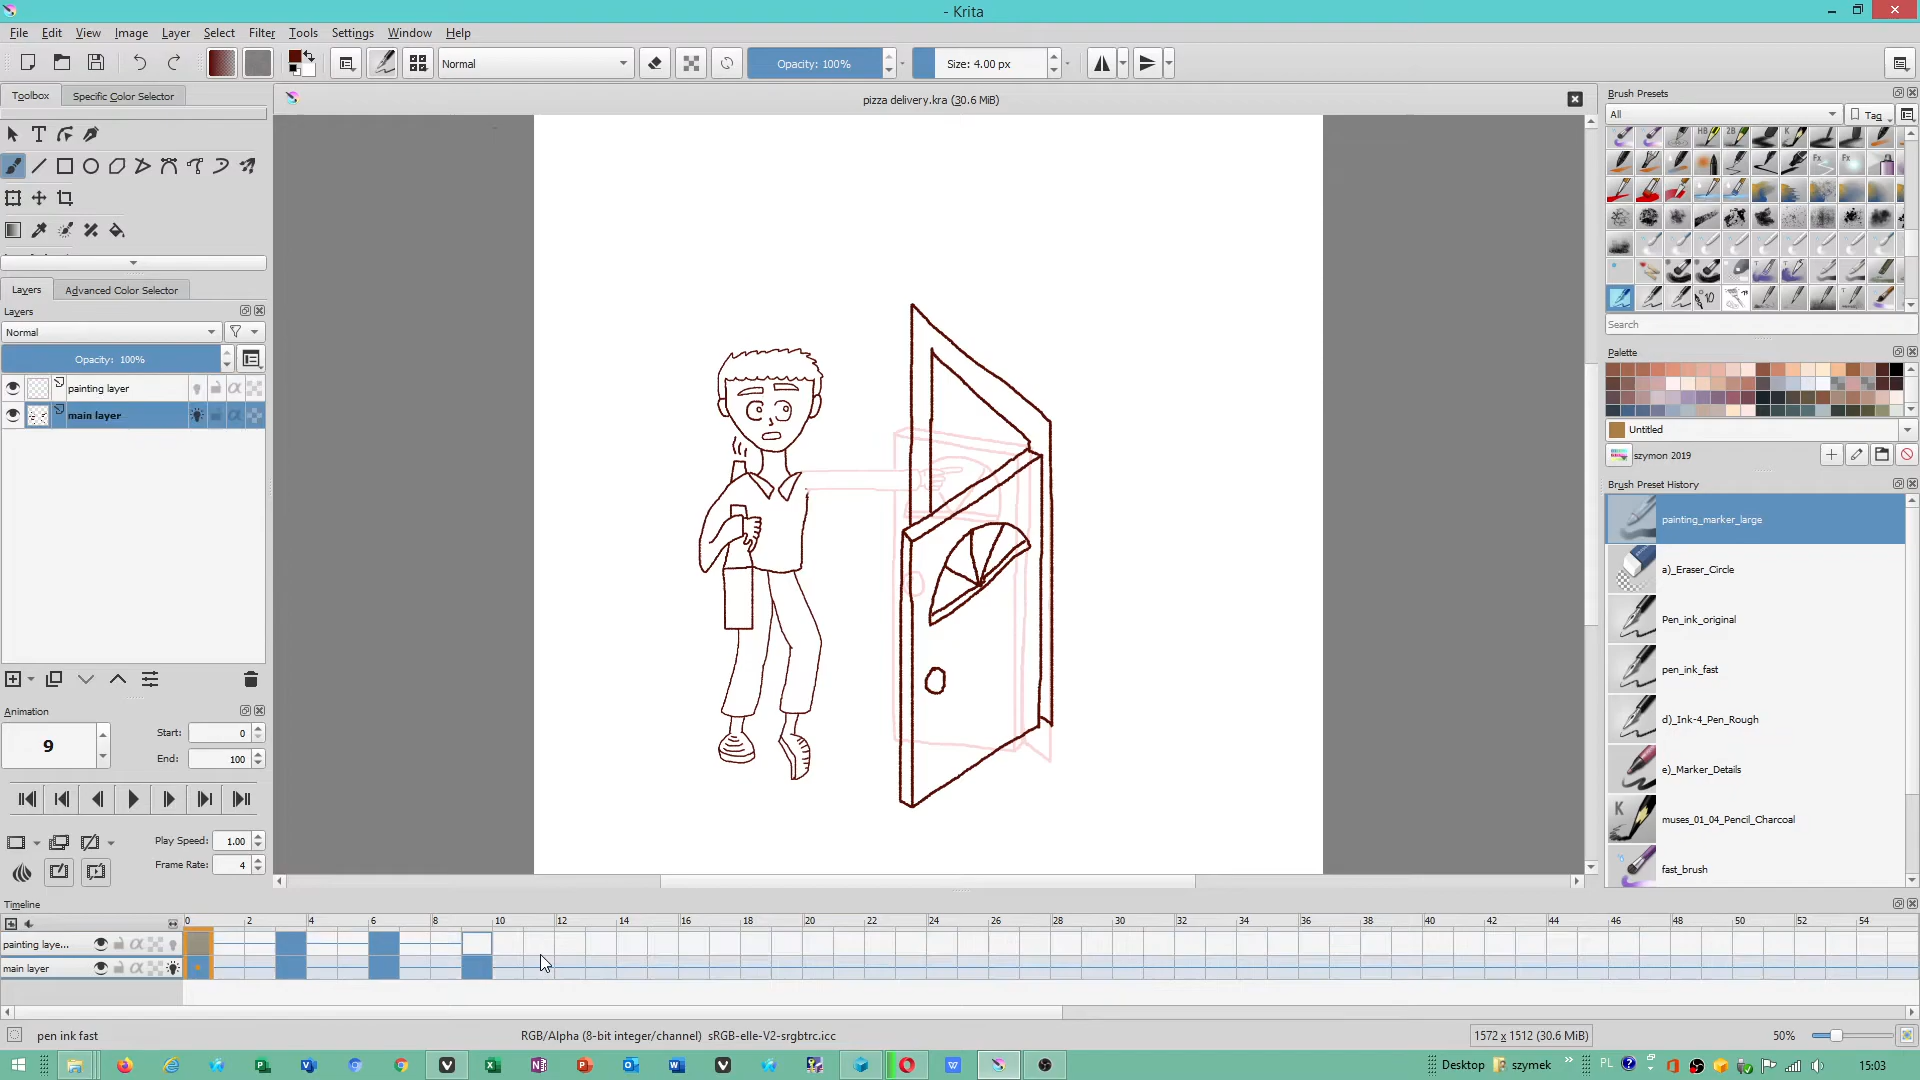 - Krita
File Edit View Image Layer Select Filter Tools Settings Window Help
Normal
Opacity: 100%
Size: 4.00 px
Toolbox
Specific Color Selector
pizza delivery.kra (30.6 MiB)
Brush Presets
All
Tag
Search
Palette
Untitled
szymon 2019
Brush Preset History
painting_marker_large
a)_Eraser_Circle
Pen_ink_original
pen_ink_fast
d)_Ink-4_Pen_Rough
e)_Marker_Details
muses_01_04_Pencil_Charcoal
fast_brush
Layers
Advanced Color Selector
Layers
Normal
Opacity: 100%
painting layer
main layer
Animation
9
Start: 0
End: 100
Play Speed: 1.00
Frame Rate: 4
Timeline
0 2 4 6 8 10 12 14 16 18 20 22 24 26 28 30 32 34 36 38 40 42 44 46 48 50 52 54
painting laye...
main layer
pen ink fast
RGB/Alpha (8-bit integer/channel) sRGB-elle-V2-srgbtrc.icc
1572 x 1512 (30.6 MiB)
50%
Desktop
szymek
PL
15:03